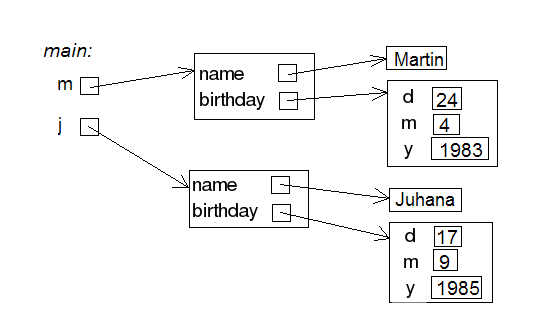 main:
m
name
birthday
Martin
d 24
m 4
y 1983
j
name
birthday
Juhana
d 17
m 9
y 1985